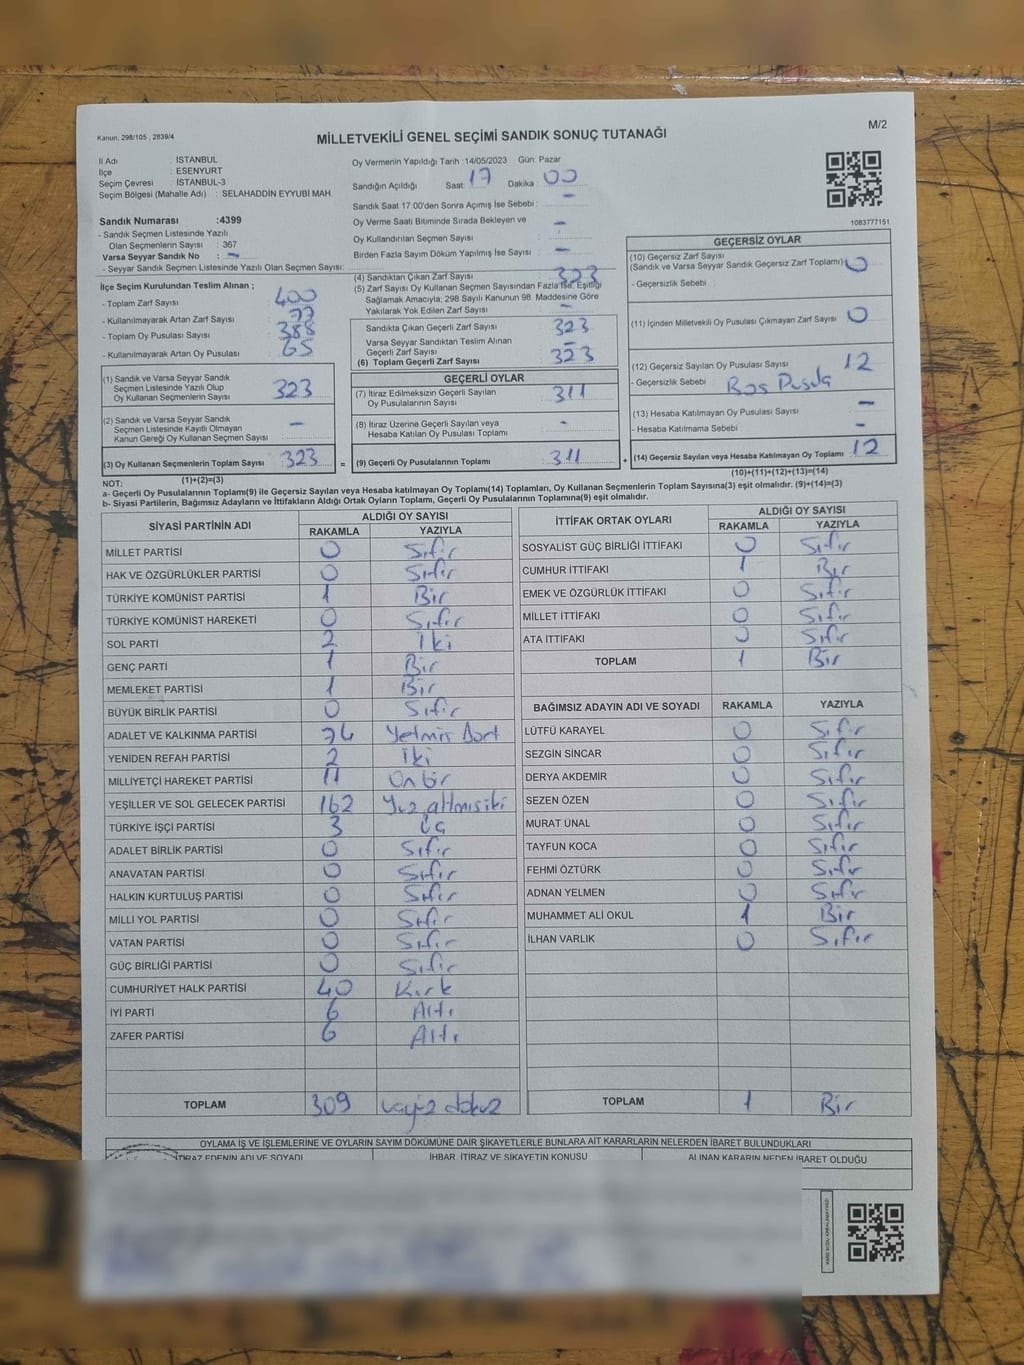 Kanun, 298/105 , 2839/4
MİLLETVEKİLİ GENEL SEÇİMİ SANDIK SONUÇ TUTANAĞI
M/2
İl Adı : İSTANBUL
İlçe : ESENYURT
Seçim Çevresi : İSTANBUL-3
Seçim Bölgesi (Mahalle Adı) : SELAHADDİN EYYUBİ MAH.
Sandık Numarası :4399
- Sandık Seçmen Listesinde Yazılı
Olan Seçmenlerin Sayısı : 367
Varsa Seyyar Sandık No : -
- Seyyar Sandık Seçmen Listesinde Yazılı Olan Seçmen Sayısı:
Oy Vermenin Yapıldığı Tarih :14/05/2023 Gün: Pazar
Sandığın Açıldığı Saat: 17 Dakika : 00
Sandık Saat 17:00'den Sonra Açımış İse Sebebi : -
Oy Verme Saati Bitiminde Sırada Bekleyen ve
Oy Kullandırılan Seçmen Sayısı : -
Birden Fazla Sayım Döküm Yapılmış İse Sayısı : -
1083777151
İlçe Seçim Kurulundan Teslim Alınan ;
- Toplam Zarf Sayısı : 400
- Kullanılmayarak Artan Zarf Sayısı : 77
- Toplam Oy Pusulası Sayısı : 388
- Kullanılmayarak Artan Oy Pusulası : 65
(1) Sandık ve Varsa Seyyar Sandık
Seçmen Listesinde Yazılı Olup
Oy Kullanan Seçmenlerin Sayısı : 323
(2) Sandık ve Varsa Seyyar Sandık
Seçmen Listesinde Kayıtlı Olmayan
Kanun Gereği Oy Kullanan Seçmen Sayısı : -
(3) Oy Kullanan Seçmenlerin Toplam Sayısı : 323 =
(1)+(2)=(3)
(4) Sandıktan Çıkan Zarf Sayısı : 323
(5) Zarf Sayısı Oy Kullanan Seçmen Sayısından Fazla İse, Eşitliği
Sağlamak Amacıyla, 298 Sayılı Kanunun 98. Maddesine Göre
Yakılarak Yok Edilen Zarf Sayısı :
Sandıkta Çıkan Geçerli Zarf Sayısı : 323
Varsa Seyyar Sandıktan Teslim Alınan
Geçerli Zarf Sayısı : -
(6) Toplam Geçerli Zarf Sayısı : 323
GEÇERLİ OYLAR
(7) İtiraz Edilmeksizin Geçerli Sayılan
Oy Pusulalarının Sayısı : 311
(8) İtiraz Üzerine Geçerli Sayılan veya
Hesaba Katılan Oy Pusulası Toplamı : -
(9) Geçerli Oy Pusulalarının Toplamı : 311 +
GEÇERSİZ OYLAR
(10) Geçersiz Zarf Sayısı
(Sandık ve Varsa Seyyar Sandık Geçersiz Zarf Toplamı) : 0
- Geçersizlik Sebebi :
(11) İçinden Milletvekili Oy Pusulası Çıkmayan Zarf Sayısı : 0
(12) Geçersiz Sayılan Oy Pusulası Sayısı : 12
- Geçersizlik Sebebi : Boş Pusula
(13) Hesaba Katılmayan Oy Pusulası Sayısı : -
- Hesaba Katılmama Sebebi : -
(14) Geçersiz Sayılan veya Hesaba Katılmayan Oy Toplamı : 12
(10)+(11)+(12)+(13)=(14)
NOT:
a- Geçerli Oy Pusulalarının Toplamı(9) ile Geçersiz Sayılan veya Hesaba katılmayan Oy Toplamı(14) Toplamları, Oy Kullanan Seçmenlerin Toplam Sayısına(3) eşit olmalıdır. (9)+(14)=(3)
b- Siyasi Partilerin, Bağımsız Adayların ve İttifakların Aldığı Ortak Oyların Toplamı, Geçerli Oy Pusulalarının Toplamına(9) eşit olmalıdır.
SİYASİ PARTİNİN ADI ALDIĞI OY SAYISI
RAKAMLA YAZIYLA
MİLLET PARTİSİ 0 Sıfır
HAK VE ÖZGÜRLÜKLER PARTİSİ 0 Sıfır
TÜRKİYE KOMÜNİST PARTİSİ 1 Bir
TÜRKİYE KOMÜNİST HAREKETİ 0 Sıfır
SOL PARTİ 2 İki
GENÇ PARTİ 1 Bir
MEMLEKET PARTİSİ 1 Bir
BÜYÜK BİRLİK PARTİSİ 0 Sıfır
ADALET VE KALKINMA PARTİSİ 74 Yetmiş Dört
YENİDEN REFAH PARTİSİ 2 İki
MİLLİYETÇİ HAREKET PARTİSİ 11 On bir
YEŞİLLER VE SOL GELECEK PARTİSİ 162 Yüz altmış iki
TÜRKİYE İŞÇİ PARTİSİ 3 Üç
ADALET BİRLİK PARTİSİ 0 Sıfır
ANAVATAN PARTİSİ 0 Sıfır
HALKIN KURTULUŞ PARTİSİ 0 Sıfır
MİLLİ YOL PARTİSİ 0 Sıfır
VATAN PARTİSİ 0 Sıfır
GÜÇ BİRLİĞİ PARTİSİ 0 Sıfır
CUMHURİYET HALK PARTİSİ 40 Kırk
İYİ PARTİ 6 Altı
ZAFER PARTİSİ 6 Altı
TOPLAM 309
İTTİFAK ORTAK OYLARI ALDIĞI OY SAYISI
RAKAMLA YAZIYLA
SOSYALİST GÜÇ BİRLİĞİ İTTİFAKI 0 Sıfır
CUMHUR İTTİFAKI 1 Bir
EMEK VE ÖZGÜRLÜK İTTİFAKI 0 Sıfır
MİLLET İTTİFAKI 0 Sıfır
ATA İTTİFAKI 0 Sıfır
TOPLAM 1 Bir
BAĞIMSIZ ADAYIN ADI VE SOYADI RAKAMLA YAZIYLA
LÜTFÜ KARAYEL 0 Sıfır
SEZGİN SİNCAR 0 Sıfır
DERYA AKDEMİR 0 Sıfır
SEZEN ÖZEN 0 Sıfır
MURAT ÜNAL 0 Sıfır
TAYFUN KOCA 0 Sıfır
FEHMİ ÖZTÜRK 0 Sıfır
ADNAN YELMEN 0 Sıfır
MUHAMMET ALİ OKUL 1 Bir
İLHAN VARLIK 0 Sıfır
TOPLAM 1 Bir
OYLAMA İŞ VE İŞLEMLERİNE VE OYLARIN SAYIM DÖKÜMÜNE DAİR ŞİKAYETLERLE BUNLARA AİT KARARLARIN NELERDEN İBARET BULUNDUKLARI
İTİRAZ EDENİN ADI VE SOYADI İHBAR, İTİRAZ VE ŞİKAYETİN KONUSU ALINAN KARARIN NEDEN İBARET OLDUĞU